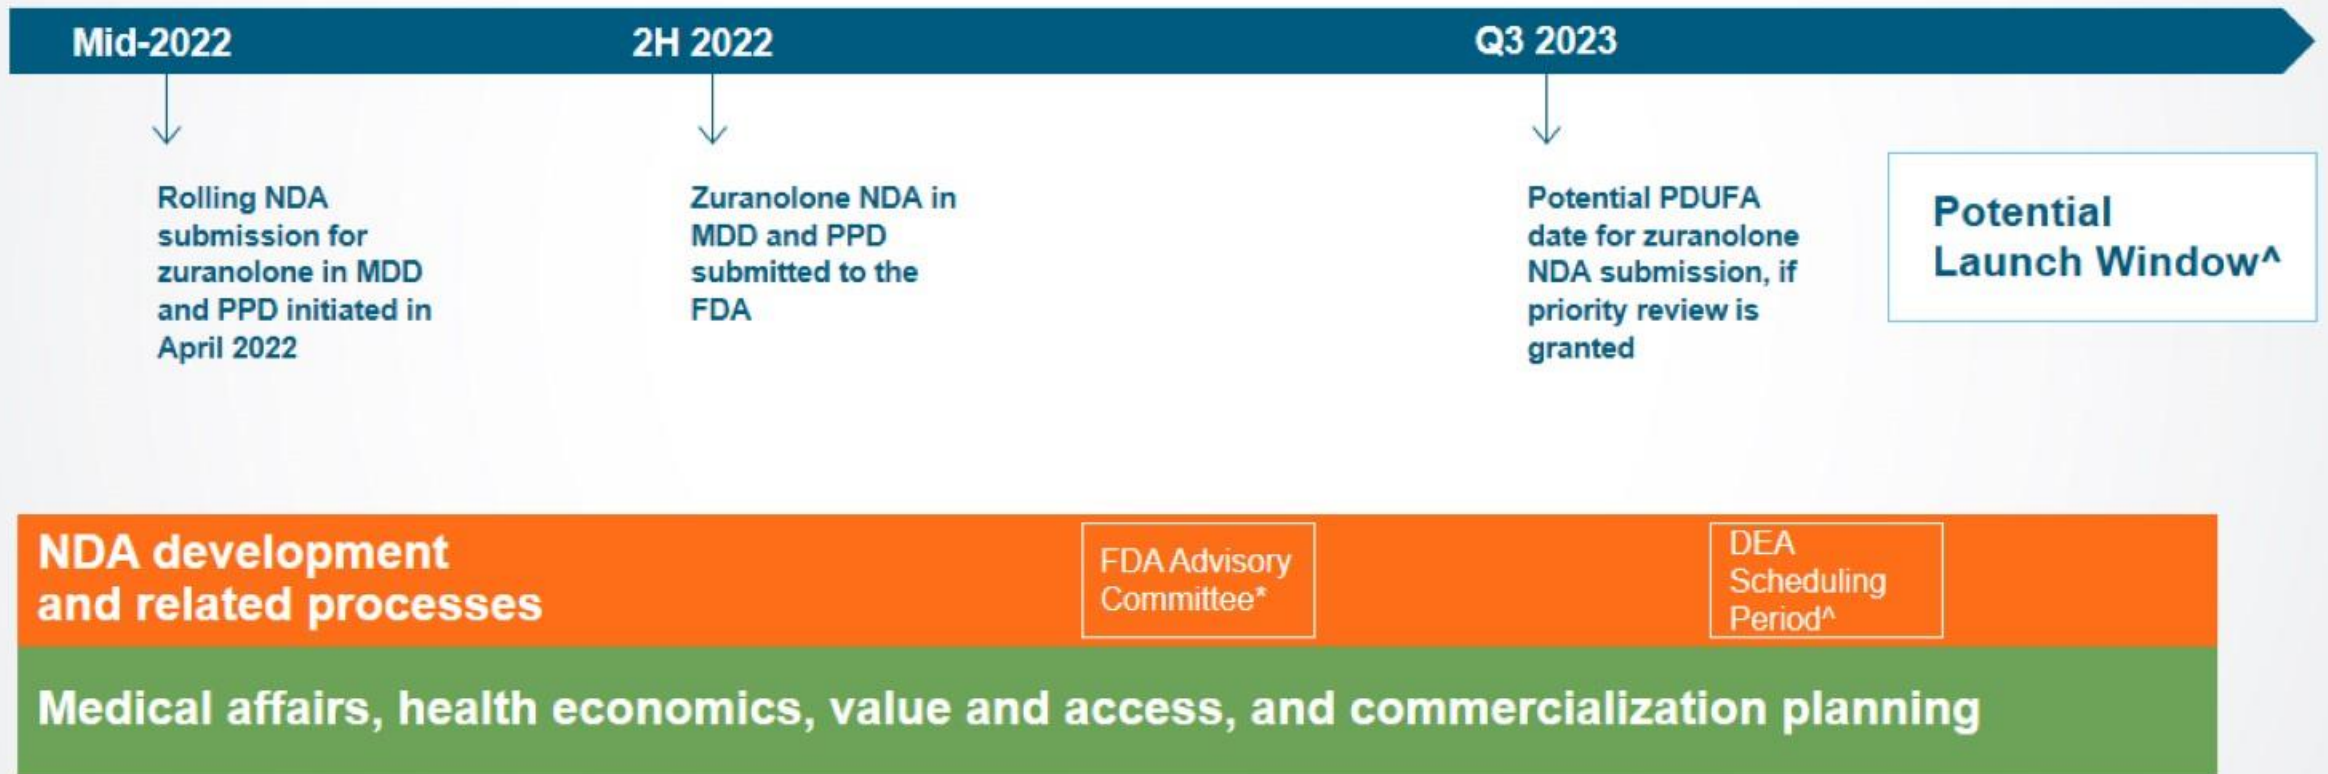 Mid-2022
2H 2022
Q3 2023
Rolling NDA
submission for
zuranolone in MDD
and PPD initiated in
April 2022
Zuranolone NDA in
MDD and PPD
submitted to the
FDA
Potential PDUFA
date for zuranolone
NDA submission, if
priority review is
granted
Potential
Launch Window^
NDA development
and related processes
FDA Advisory
Committee*
DEA
Scheduling
Period^
Medical affairs, health economics, value and access, and commercialization planning